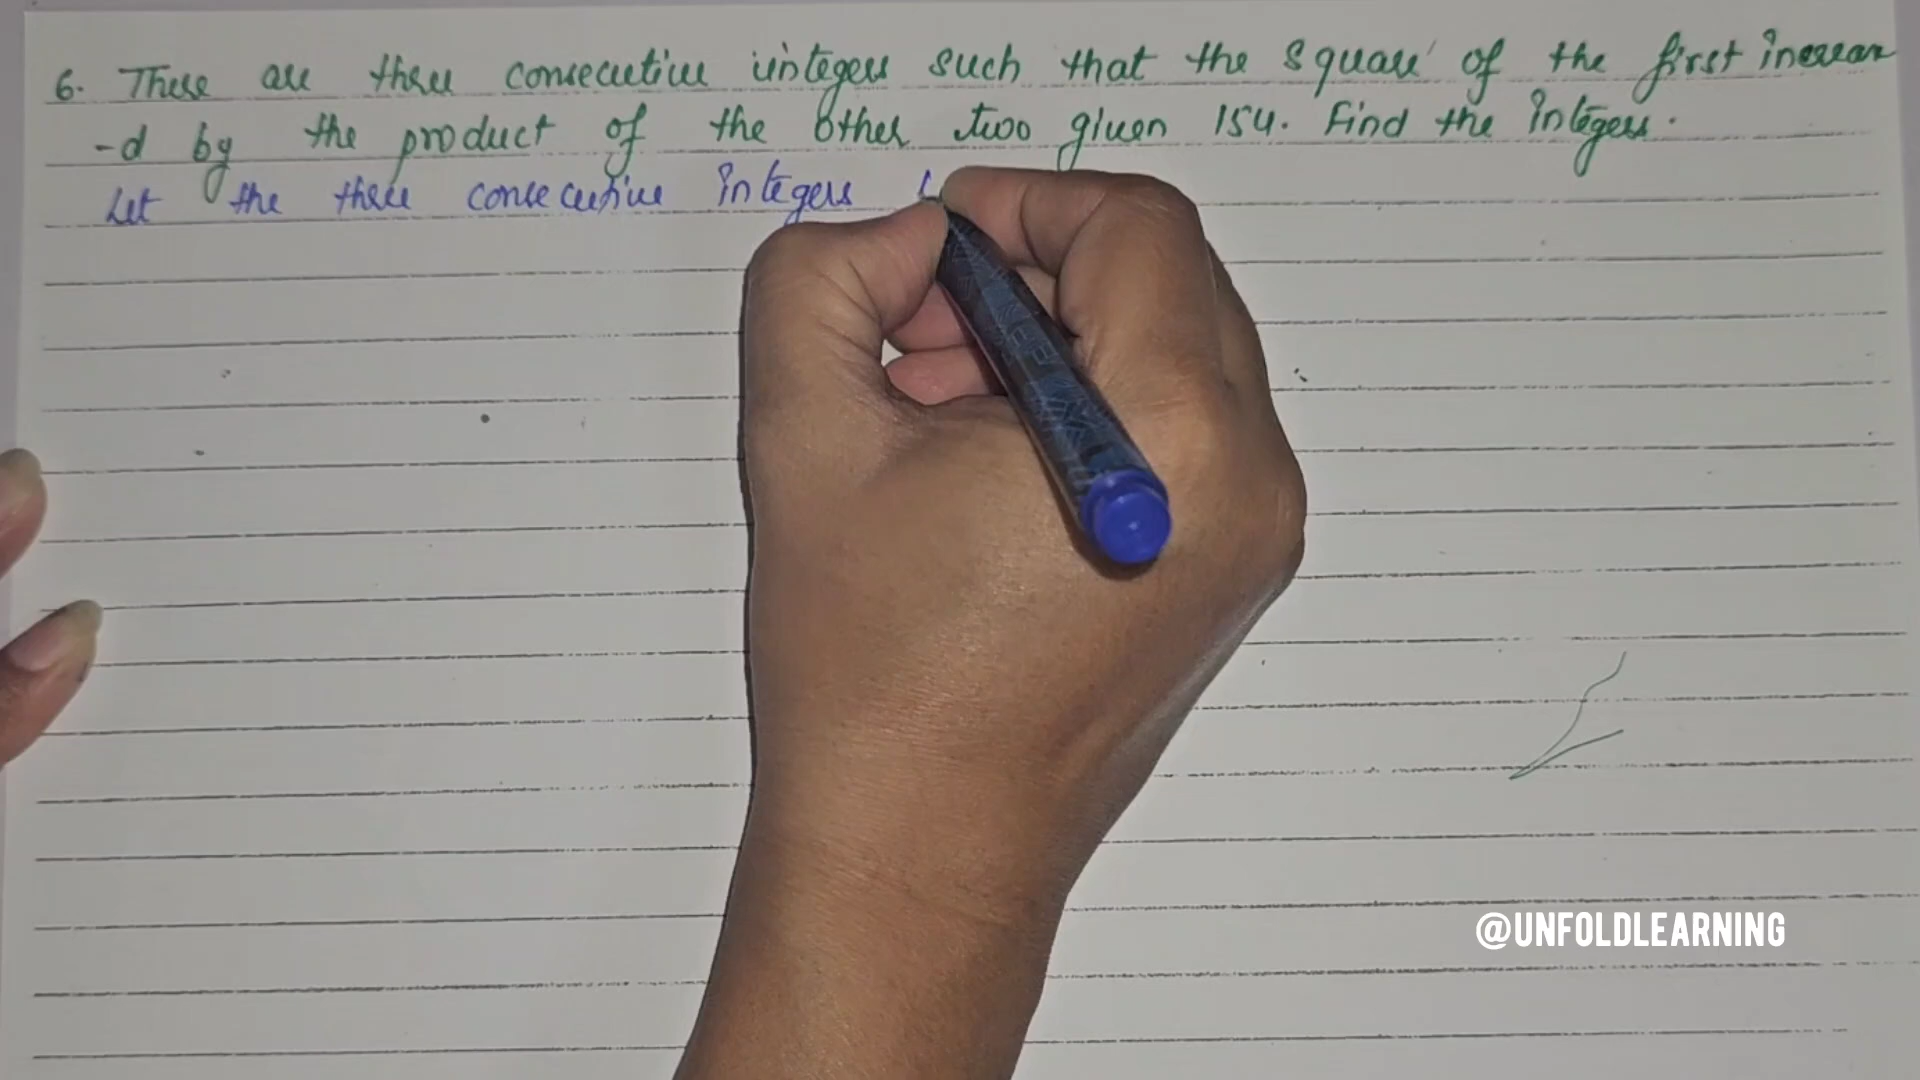 6. There are three consecutive integers such that the square of the first increas
-d by the product of the other two given 154. Find the integers.
Let the three consecutive integers
@UNFOLDLEARNING